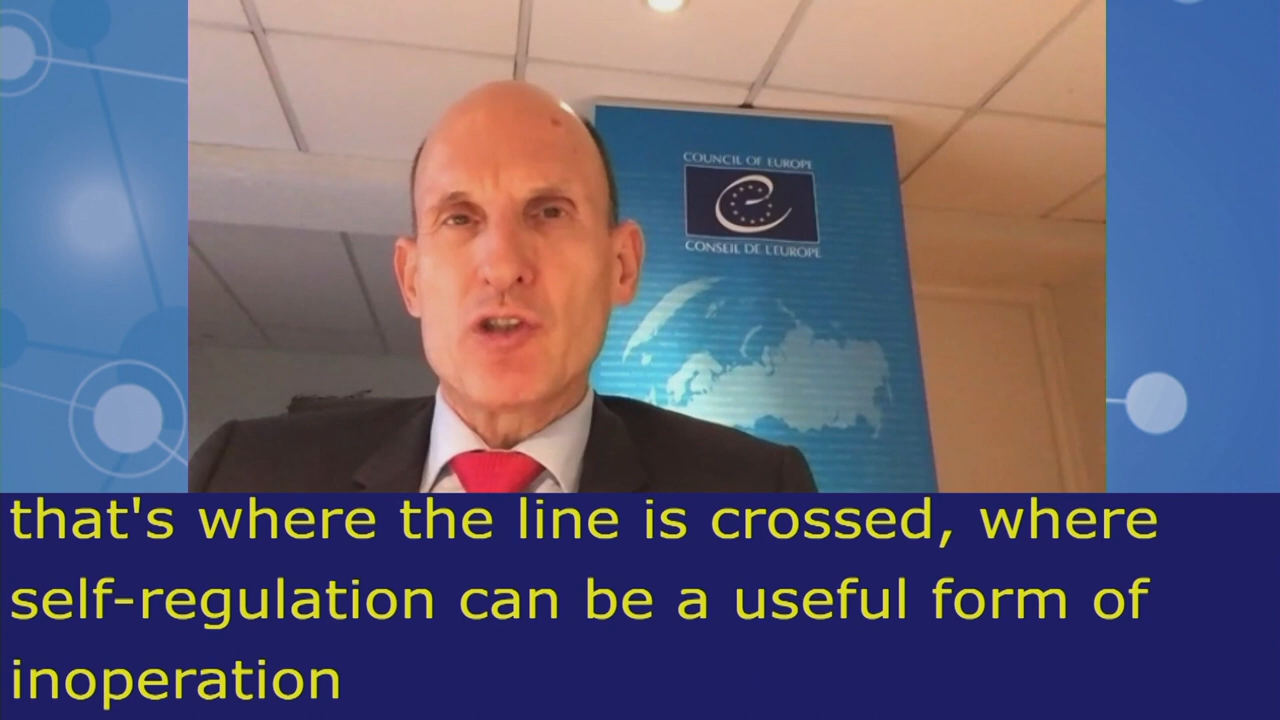 COUNCIL OF EUROPE
CONSEIL DE L'EUROPE
that's where the line is crossed, where
self-regulation can be a useful form of
inoperation